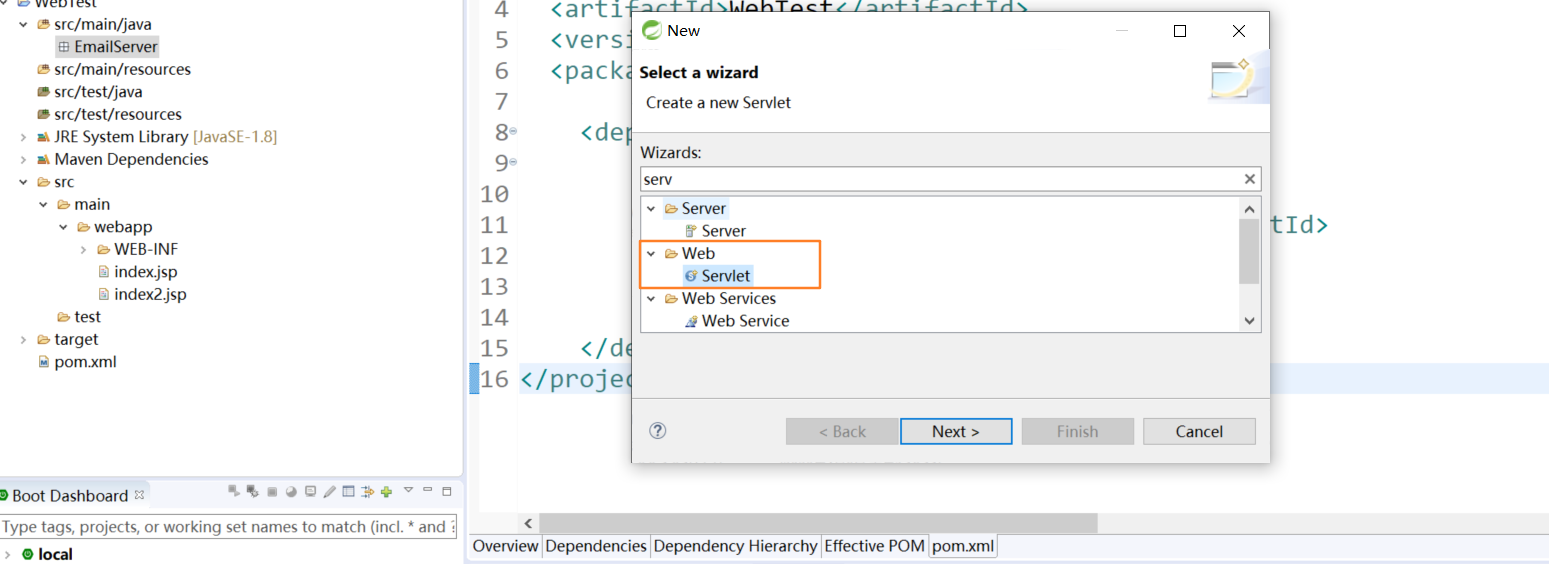 WebTest
src/main/java
EmailServer
src/main/resources
src/test/java
src/test/resources
JRE System Library [JavaSE-1.8]
Maven Dependencies
src
main
webapp
WEB-INF
index.jsp
index2.jsp
test
target
pom.xml
Boot Dashboard
Type tags, projects, or working set names to match (incl. * and ?
local
4 <artifactId>WebTest</artifactId>
5 <versi
6 <packa
7
8 <dep
9
10
11 tId>
12
13
14
15 </de
16 </projec
New
Select a wizard
Create a new Servlet
Wizards:
serv
Server
Server
Web
Servlet
Web Services
Web Service
< Back
Next >
Finish
Cancel
Overview Dependencies Dependency Hierarchy Effective POM pom.xml